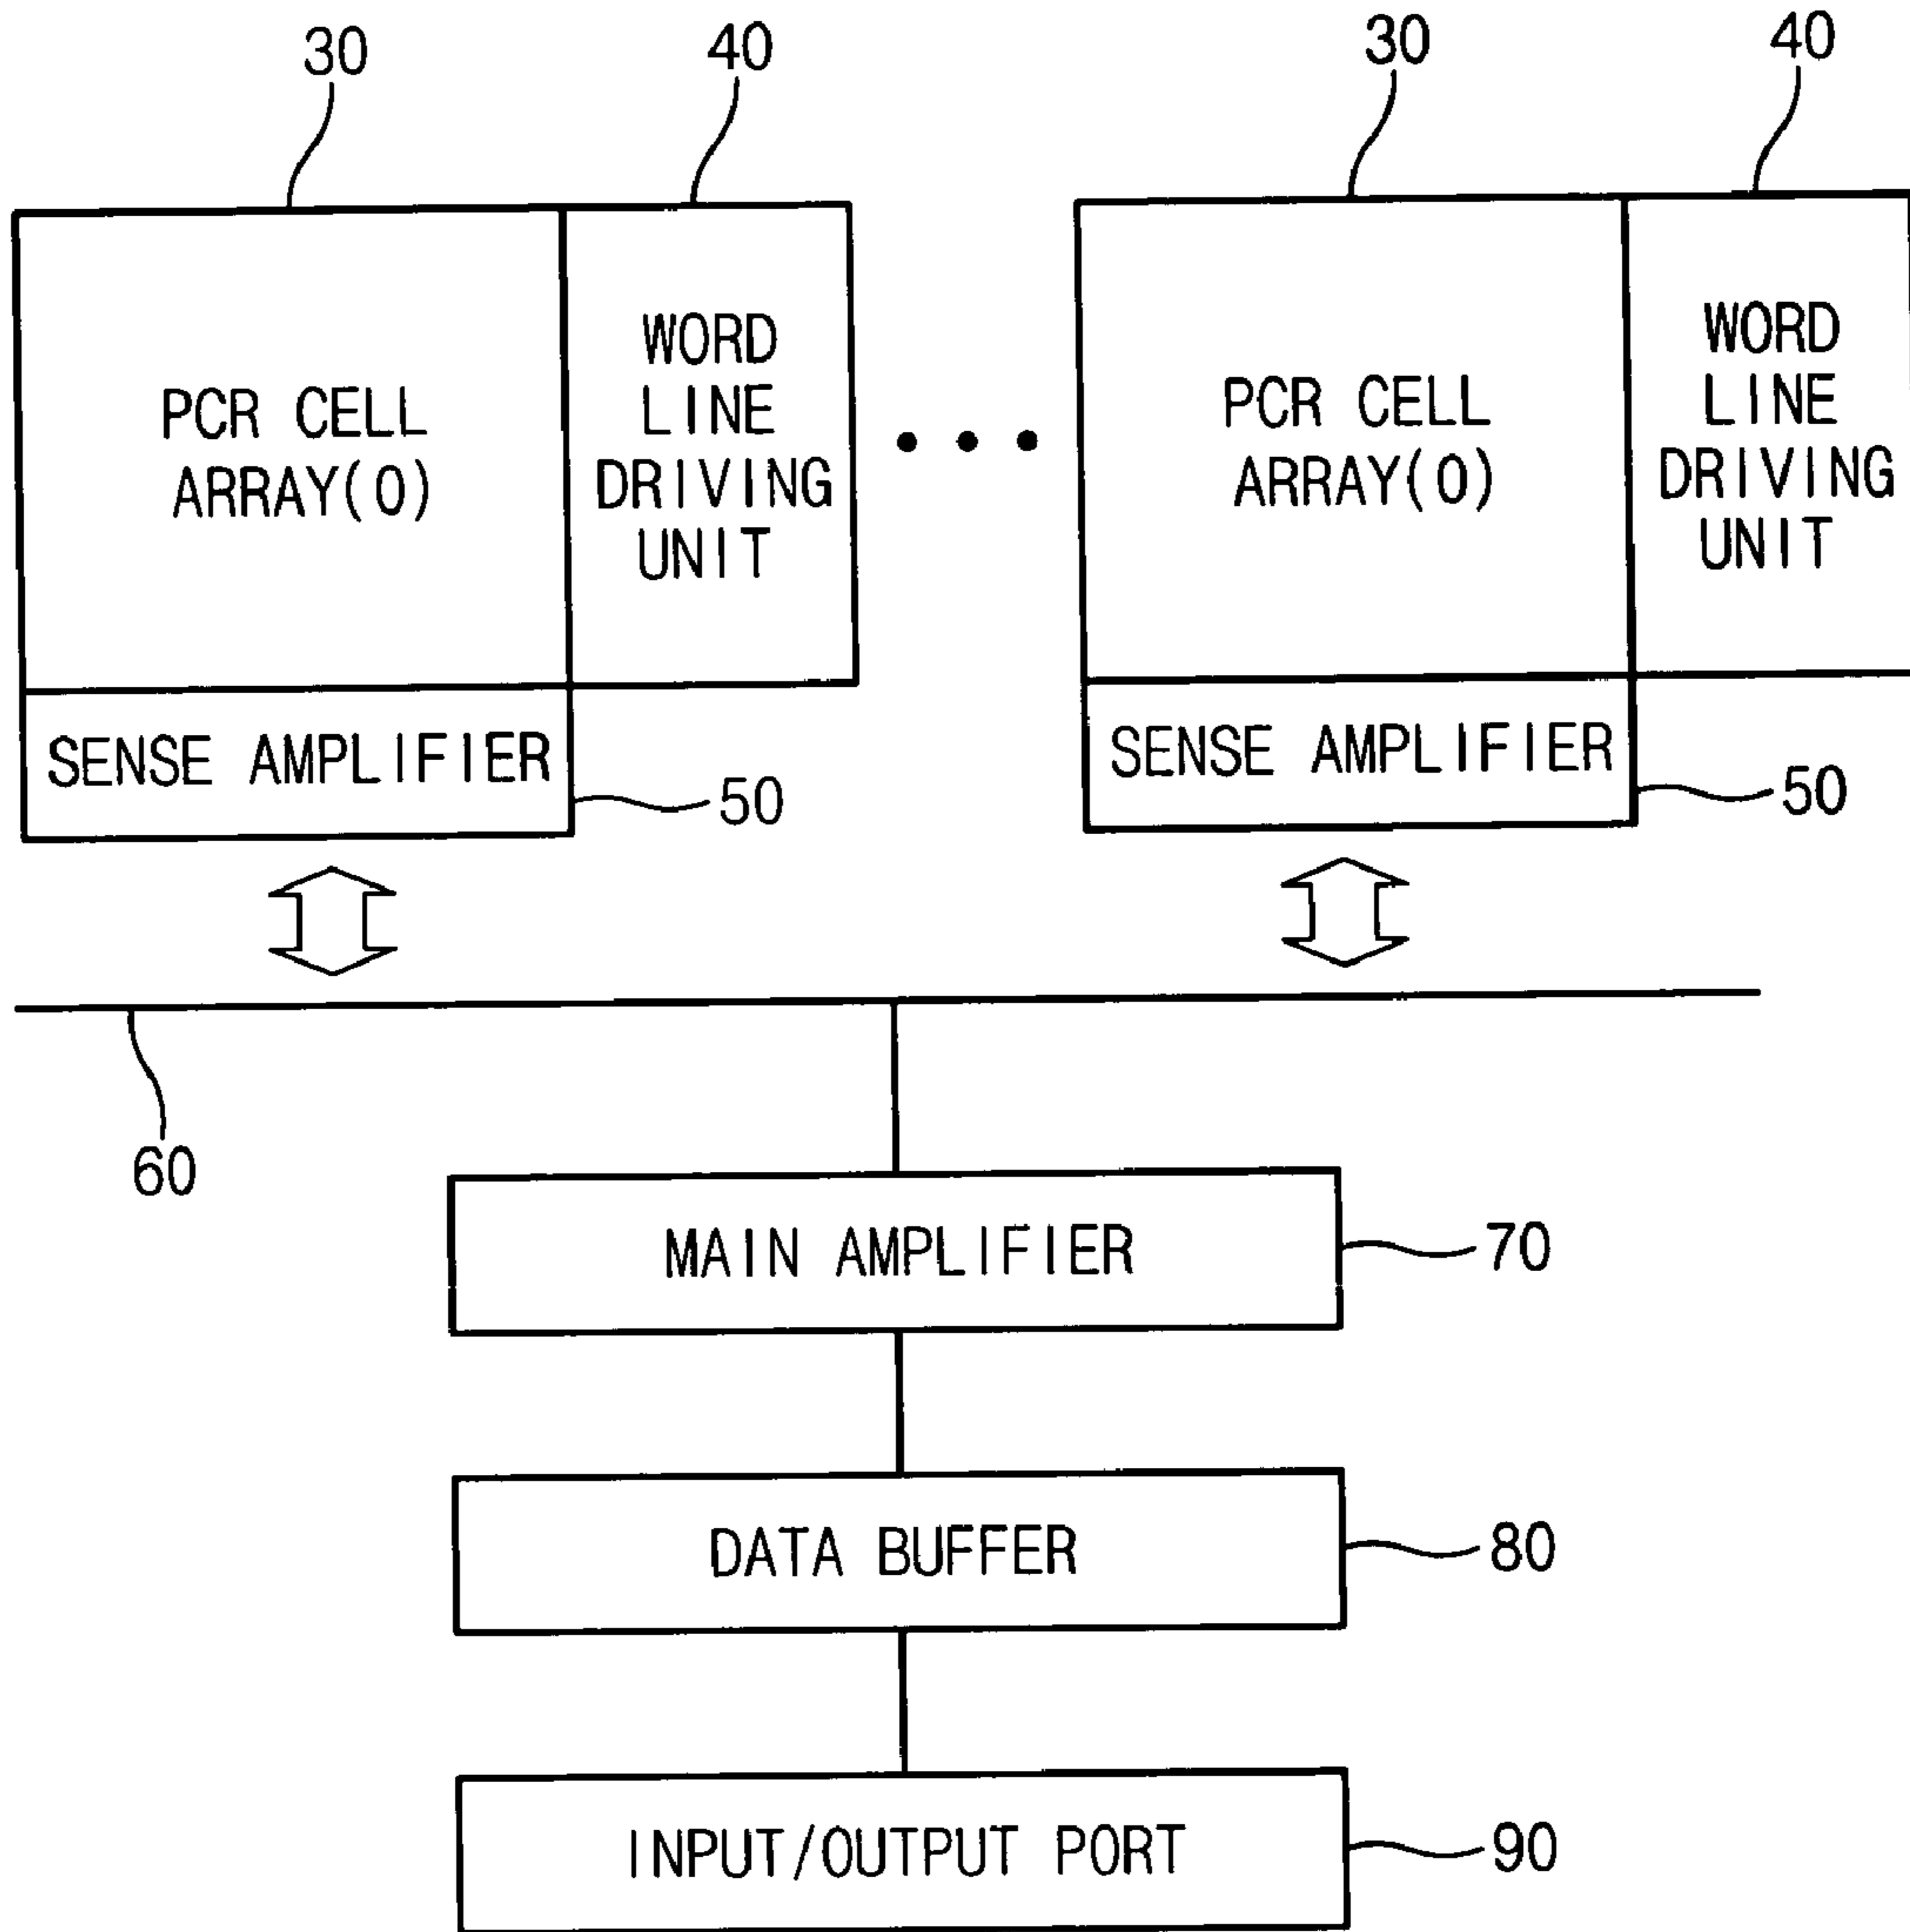 30
40
30
40
PCR CELL
ARRAY(0)
WORD
LINE
DRIVING
UNIT
PCR CELL
ARRAY(0)
WORD
LINE
DRIVING
UNIT
SENSE AMPLIFIER
50
SENSE AMPLIFIER
50
60
MAIN AMPLIFIER
70
DATA BUFFER
80
INPUT/OUTPUT PORT
90